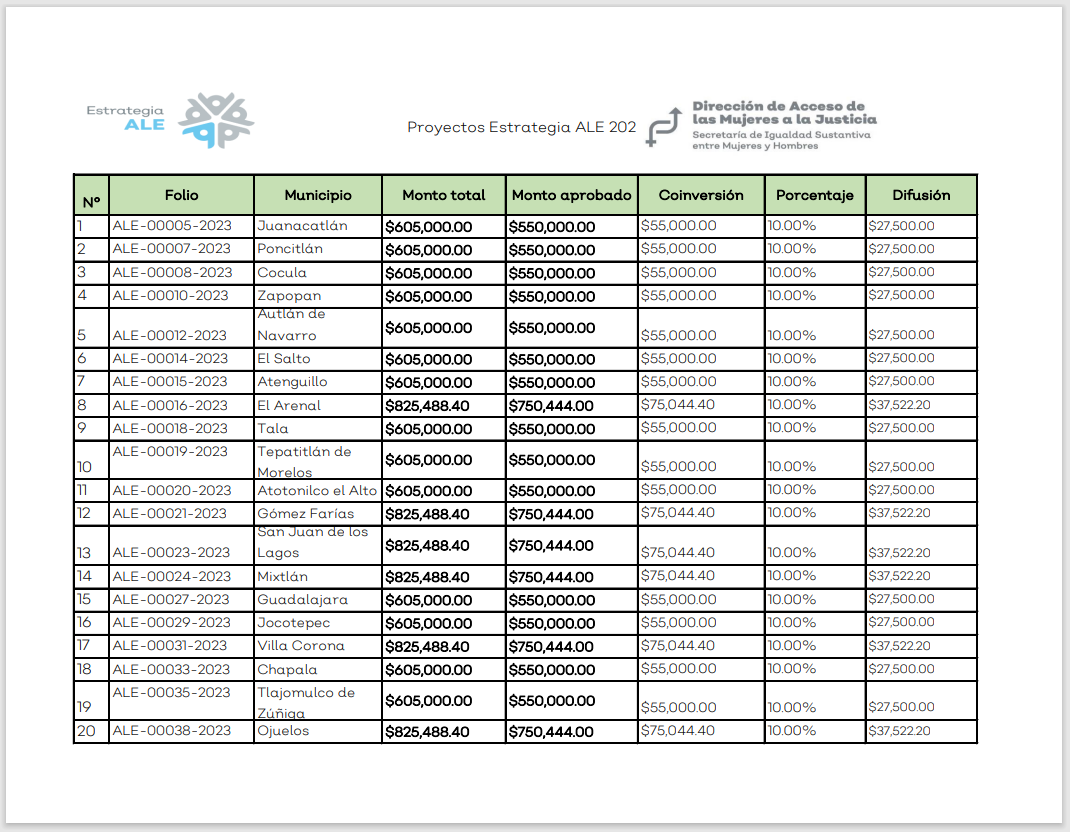 Estrategia
ALE
Proyectos Estrategia ALE 202
Dirección de Acceso de
las Mujeres a la Justicia
Secretaría de Igualdad Sustantiva
entre Mujeres y Hombres
N° Folio Municipio Monto total Monto aprobado Coinversión Porcentaje Difusión
1 ALE-00005-2023 Juanacatlán $605,000.00 $550,000.00 $55,000.00 10.00% $27,500.00
2 ALE-00007-2023 Poncitlán $605,000.00 $550,000.00 $55,000.00 10.00% $27,500.00
3 ALE-00008-2023 Cocula $605,000.00 $550,000.00 $55,000.00 10.00% $27,500.00
4 ALE-00010-2023 Zapopan $605,000.00 $550,000.00 $55,000.00 10.00% $27,500.00
Autlán de
5 ALE-00012-2023 Navarro $605,000.00 $550,000.00 $55,000.00 10.00% $27,500.00
6 ALE-00014-2023 El Salto $605,000.00 $550,000.00 $55,000.00 10.00% $27,500.00
7 ALE-00015-2023 Atenguillo $605,000.00 $550,000.00 $55,000.00 10.00% $27,500.00
8 ALE-00016-2023 El Arenal $825,488.40 $750,444.00 $75,044.40 10.00% $37,522.20
9 ALE-00018-2023 Tala $605,000.00 $550,000.00 $55,000.00 10.00% $27,500.00
ALE-00019-2023 Tepatitlán de
10 Morelos $605,000.00 $550,000.00 $55,000.00 10.00% $27,500.00
11 ALE-00020-2023 Atotonilco el Alto $605,000.00 $550,000.00 $55,000.00 10.00% $27,500.00
12 ALE-00021-2023 Gómez Farías $825,488.40 $750,444.00 $75,044.40 10.00% $37,522.20
San Juan de los
13 ALE-00023-2023 Lagos $825,488.40 $750,444.00 $75,044.40 10.00% $37,522.20
14 ALE-00024-2023 Mixtlán $825,488.40 $750,444.00 $75,044.40 10.00% $37,522.20
15 ALE-00027-2023 Guadalajara $605,000.00 $550,000.00 $55,000.00 10.00% $27,500.00
16 ALE-00029-2023 Jocotepec $605,000.00 $550,000.00 $55,000.00 10.00% $27,500.00
17 ALE-00031-2023 Villa Corona $825,488.40 $750,444.00 $75,044.40 10.00% $37,522.20
18 ALE-00033-2023 Chapala $605,000.00 $550,000.00 $55,000.00 10.00% $27,500.00
ALE-00035-2023 Tlajomulco de
19 Zúñiga $605,000.00 $550,000.00 $55,000.00 10.00% $27,500.00
20 ALE-00038-2023 Ojuelos $825,488.40 $750,444.00 $75,044.40 10.00% $37,522.20